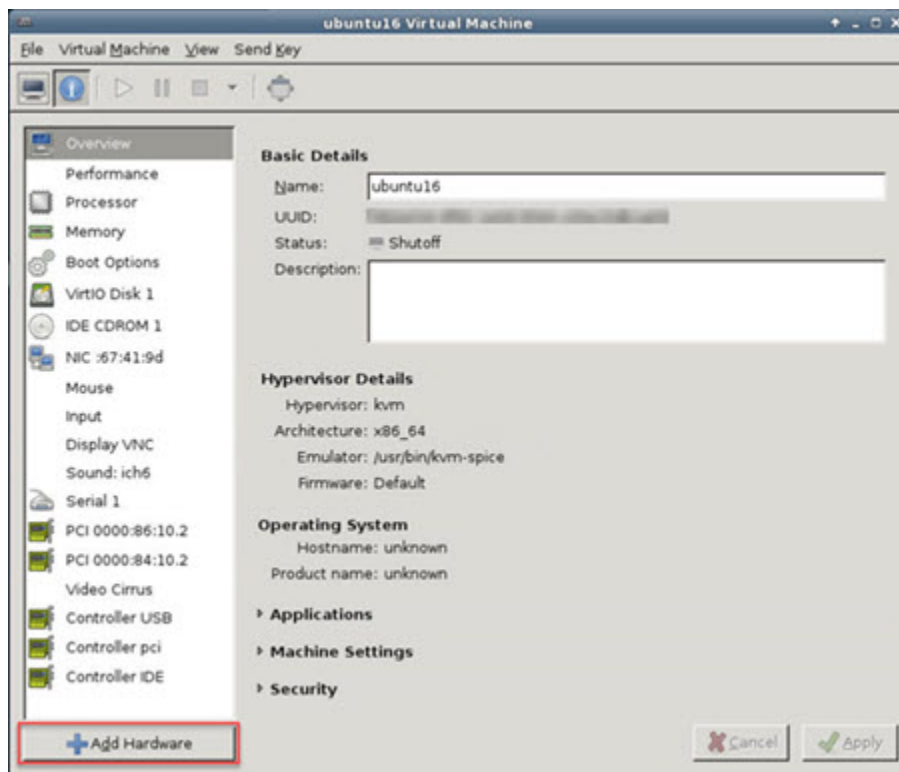 ubuntu16 Virtual Machine
File Virtual Machine View Send Key
Overview
Performance
Processor
Memory
Boot Options
VirtIO Disk 1
IDE CDROM 1
NIC :67:41:9d
Mouse
Input
Display VNC
Sound: ich6
Serial 1
PCI 0000:86:10.2
PCI 0000:84:10.2
Video Cirrus
Controller USB
Controller pci
Controller IDE
Add Hardware
Basic Details
Name: ubuntu16
UUID:
Status: Shutoff
Description:
Hypervisor Details
Hypervisor: kvm
Architecture: x86_64
Emulator: /usr/bin/kvm-spice
Firmware: Default
Operating System
Hostname: unknown
Product name: unknown
Applications
Machine Settings
Security
Cancel Apply